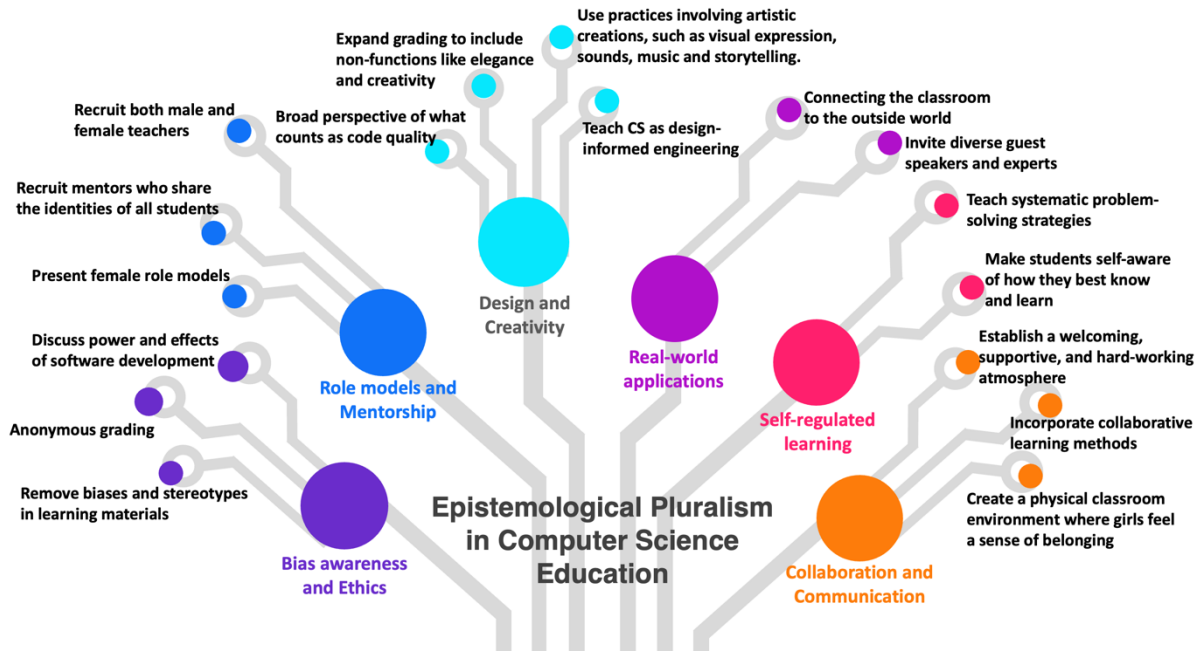 Use practices involving artistic
creations, such as visual expression,
sounds, music and storytelling.
Expand grading to include
non-functions like elegance
and creativity
Recruit both male and
female teachers
Broad perspective of what
counts as code quality
Teach CS as design-
informed engineering
Connecting the classroom
to the outside world
Invite diverse guest
speakers and experts
Recruit mentors who share
the identities of all students
Teach systematic problem-
solving strategies
Present female role models
Make students self-aware
of how they best know
and learn
Design and
Creativity
Discuss power and effects
of software development
Real-world
applications
Establish a welcoming,
supportive, and hard-working
atmosphere
Role models and
Mentorship
Self-regulated
learning
Anonymous grading
Incorporate collaborative
learning methods
Remove biases and stereotypes
in learning materials
Create a physical classroom
environment where girls feel
a sense of belonging
Epistemological Pluralism
in Computer Science
Education
Bias awareness
and Ethics
Collaboration and
Communication